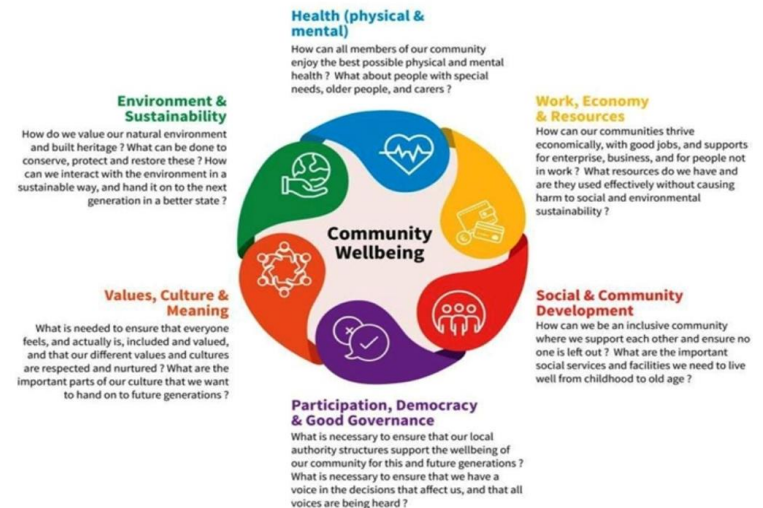 Health (physical &
mental)
How can all members of our community
enjoy the best possible physical and mental
health ? What about people with special
needs, older people, and carers ?
Work, Economy
& Resources
How can our communities thrive
economically, with good jobs, and supports
for enterprise, business, and for people not
in work ? What resources do we have and
are they used effectively without causing
harm to social and environmental
sustainability ?
Social & Community
Development
How can we be an inclusive community
where we support each other and ensure no
one is left out ? What are the important
social services and facilities we need to live
well from childhood to old age ?
Participation, Democracy
& Good Governance
What is necessary to ensure that our local
authority structures support the wellbeing of
our community for this and future generations ?
What is necessary to ensure that we have a
voice in the decisions that affect us, and that all
voices are being heard ?
Values, Culture &
Meaning
What is needed to ensure that everyone
feels, and actually is, included and valued,
and that our different values and cultures
are respected and nurtured ? What are the
important parts of our culture that we want
to hand on to future generations ?
Environment &
Sustainability
How do we value our natural environment
and built heritage ? What can be done to
conserve, protect and restore these ? How
can we interact with the environment in a
sustainable way, and hand it on to the next
generation in a better state ?
Community
Wellbeing